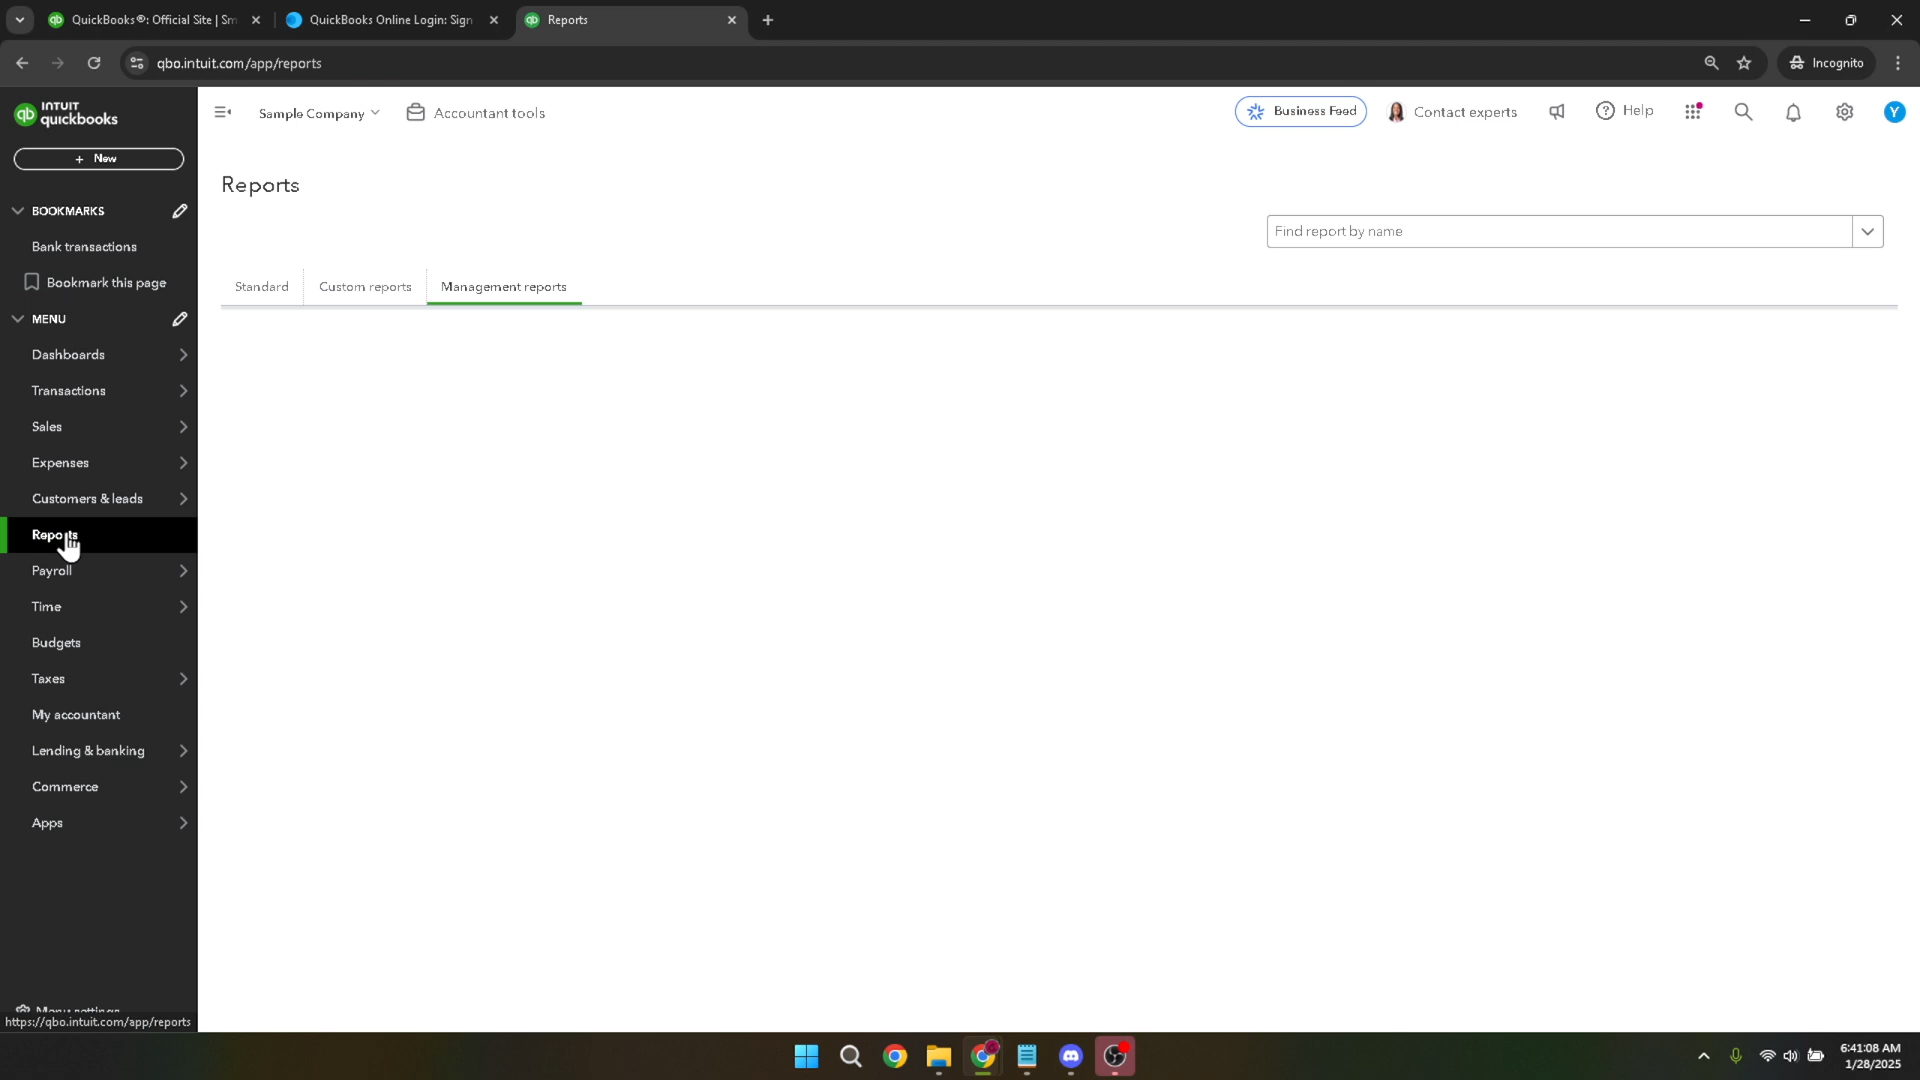 QuickBooks®: Official Site | Sm
QuickBooks Online Login: Sign
Reports
qbo.intuit.com/app/reports
Incognito
INTUIT
quickbooks
Sample Company
Accountant tools
Business Feed
Contact experts
Help
Y
+ New
Reports
BOOKMARKS
Find report by name
Bank transactions
Bookmark this page
Standard
Custom reports
Management reports
MENU
Dashboards
Transactions
Sales
Expenses
Customers & leads
Reports
Payroll
Time
Budgets
Taxes
My accountant
Lending & banking
Commerce
Apps
Menu settings
https://qbo.intuit.com/app/reports
6:41:08 AM
1/28/2025